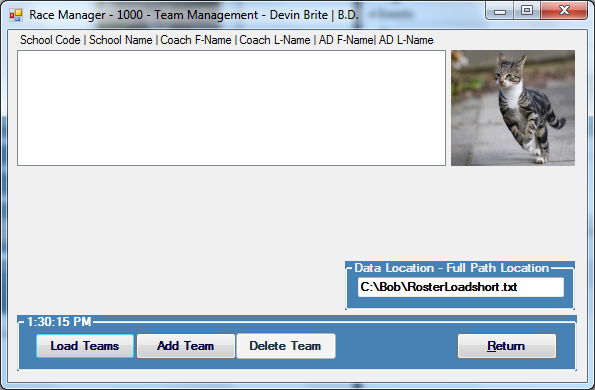 Race Manager - 1000 - Team Management - Devin Brite | B.D.
School Code | School Name | Coach F-Name | Coach L-Name | AD F-Name| AD L-Name
Data Location - Full Path Location
C:\Bob\RosterLoadshort.txt
1:30:15 PM
Load Teams Add Team Delete Team Return